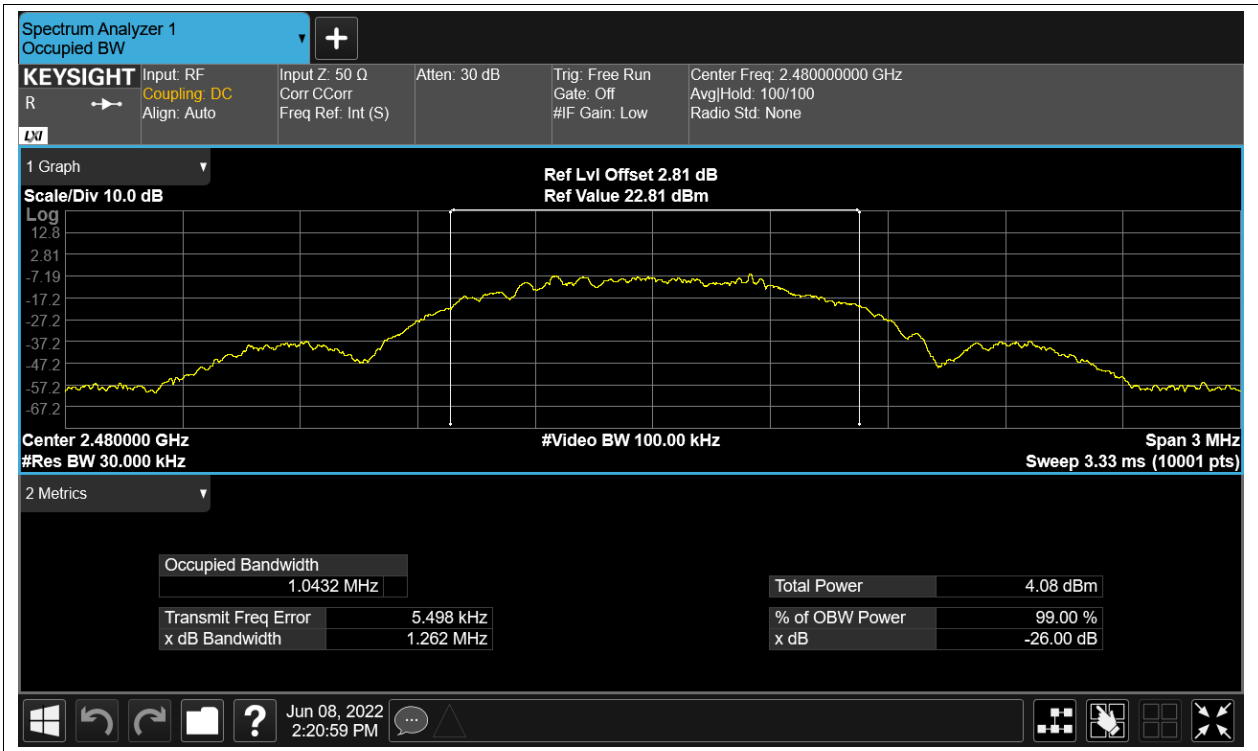 Spectrum Analyzer 1
Occupied BW
KEYSIGHT
R
LXI
Input: RF
Coupling: DC
Align: Auto
Input Z: 50 Ω
Corr CCorr
Freq Ref: Int (S)
Atten: 30 dB
Trig: Free Run
Gate: Off
#IF Gain: Low
Center Freq: 2.480000000 GHz
Avg|Hold: 100/100
Radio Std: None
1 Graph
Scale/Div 10.0 dB
Ref Lvl Offset 2.81 dB
Ref Value 22.81 dBm
Log
12.8
2.81
-7.19
-17.2
-27.2
-37.2
-47.2
-57.2
-67.2
Center 2.480000 GHz
#Res BW 30.000 kHz
#Video BW 100.00 kHz
Span 3 MHz
Sweep 3.33 ms (10001 pts)
2 Metrics
Occupied Bandwidth
1.0432 MHz
Transmit Freq Error 5.498 kHz
x dB Bandwidth 1.262 MHz
Total Power 4.08 dBm
% of OBW Power 99.00 %
x dB -26.00 dB
Jun 08, 2022
2:20:59 PM